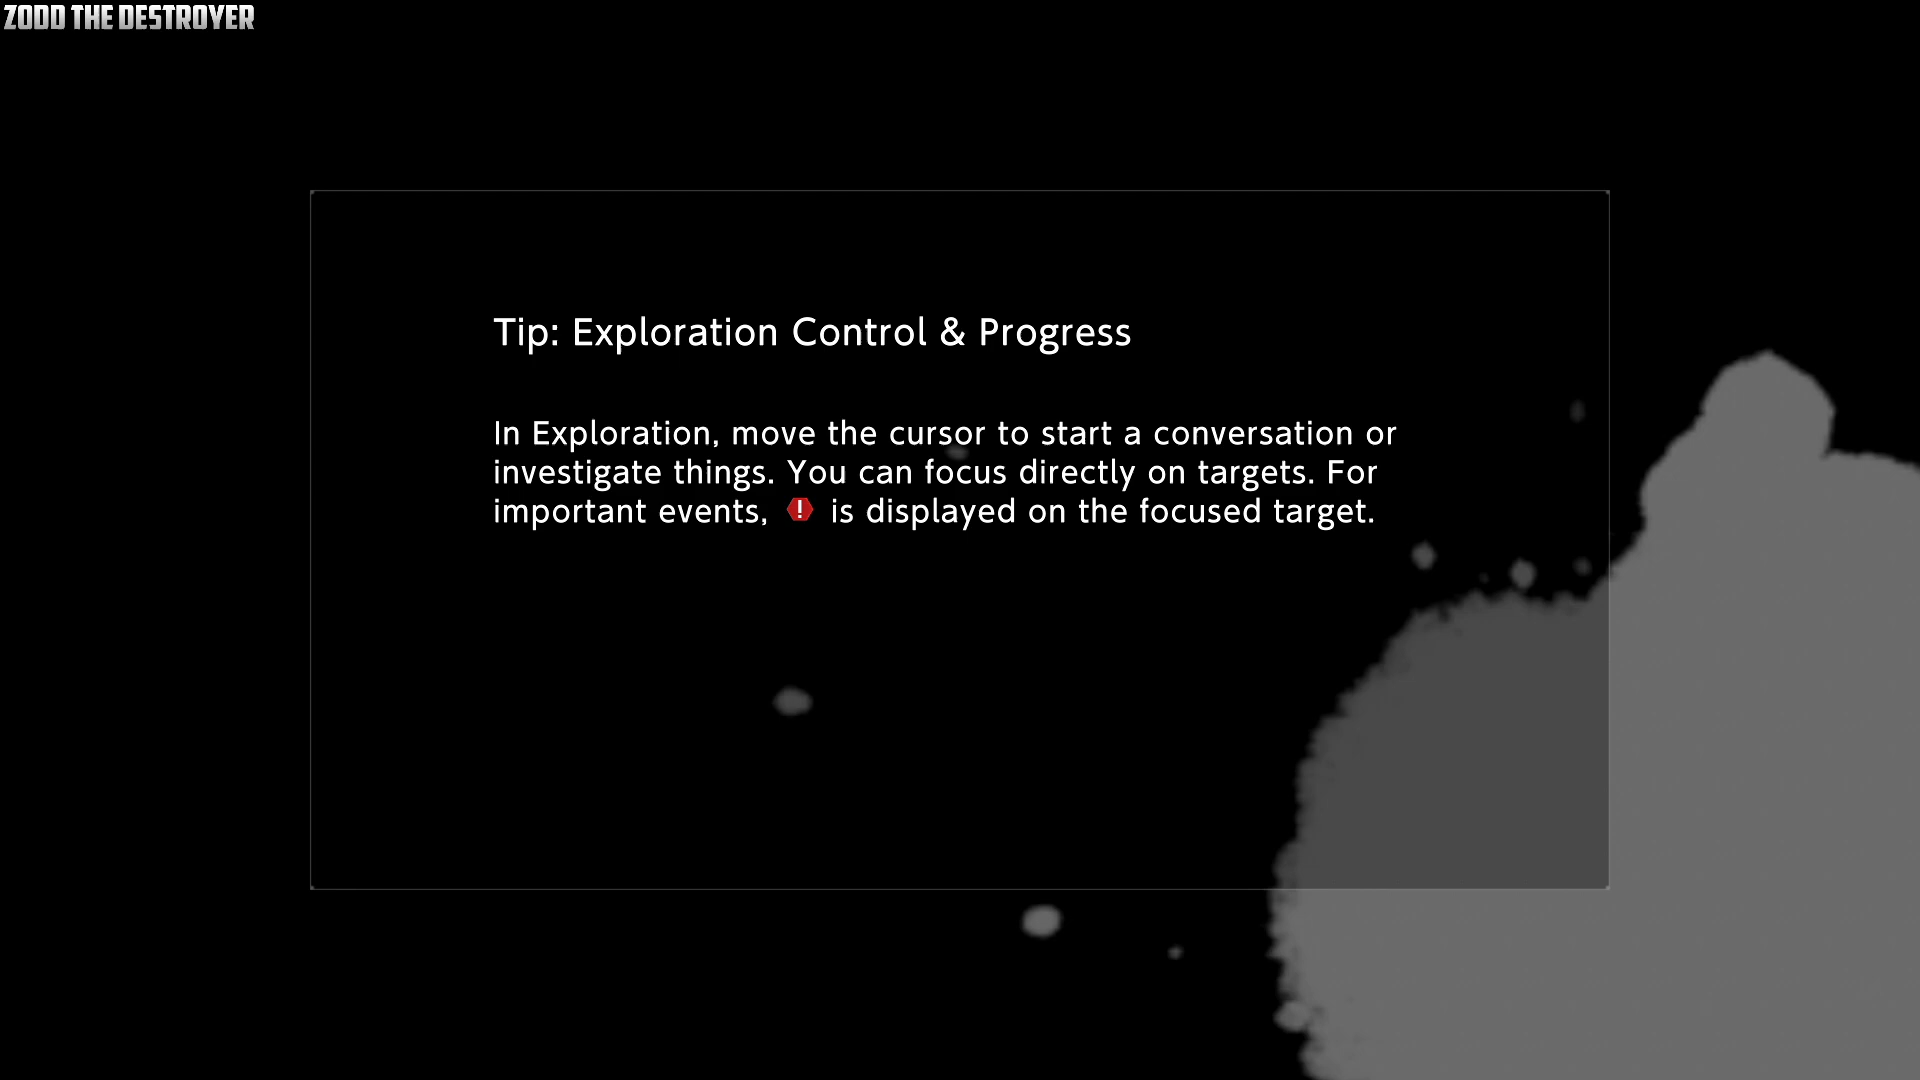 ZODD THE DESTROYER
Tip: Exploration Control & Progress
In Exploration, move the cursor to start a conversation or
investigate things. You can focus directly on targets. For
important events, ! is displayed on the focused target.